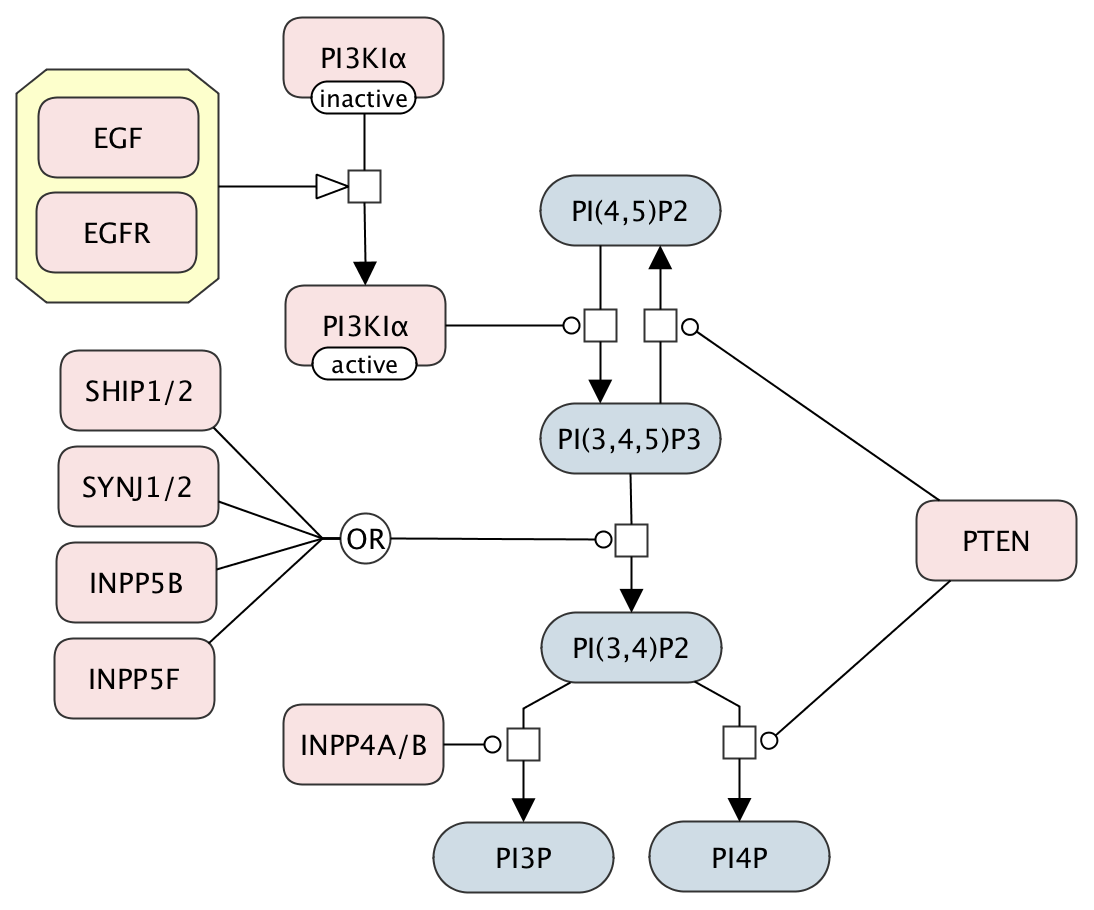 PI3KIα
inactive
EGF
EGFR
PI(4,5)P2
PI3KIα
active
SHIP1/2
PI(3,4,5)P3
SYNJ1/2
OR
PTEN
INPP5B
PI(3,4)P2
INPP5F
INPP4A/B
PI3P
PI4P